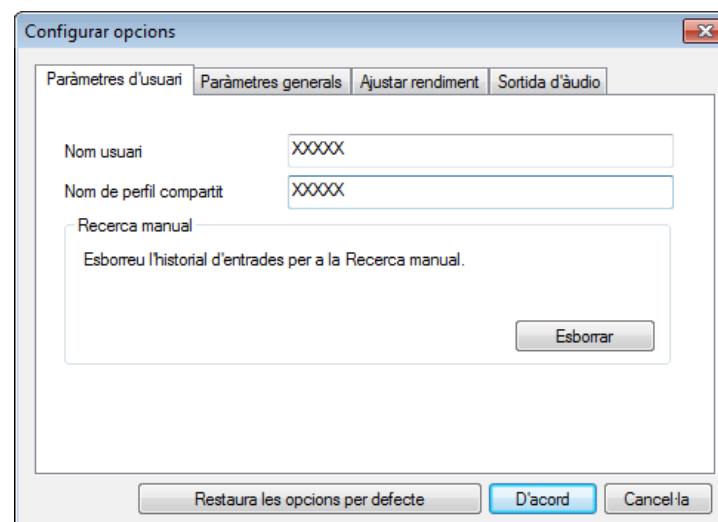 Configurar opcions
Paràmetres d'usuari Paràmetres generals Ajustar rendiment Sortida d'àudio
Nom usuari XXXXX
Nom de perfil compartit XXXXX
Recerca manual
Esborreu l'historial d'entrades per a la Recerca manual.
Esborrar
Restaura les opcions per defecte D'acord Cancel·la